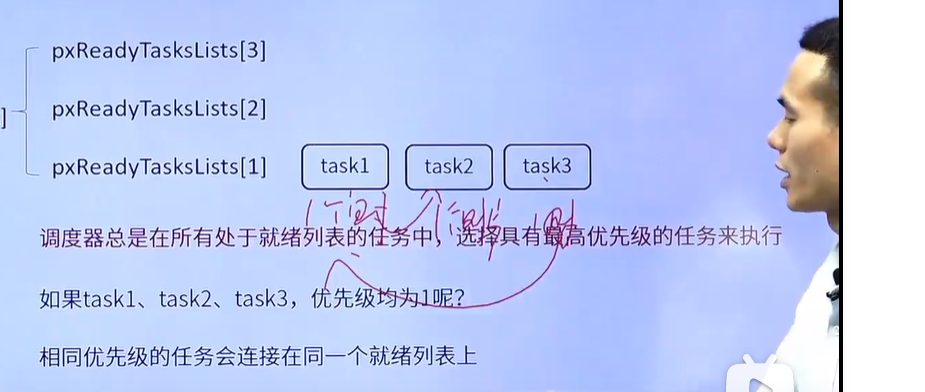 pxReadyTasksLists[3]
]
pxReadyTasksLists[2]
pxReadyTasksLists[1] task1 task2 task3
调度器总是在所有处于就绪列表的任务中，选择具有最高优先级的任务来执行
如果task1、task2、task3，优先级均为1呢？
相同优先级的任务会连接在同一个就绪列表上